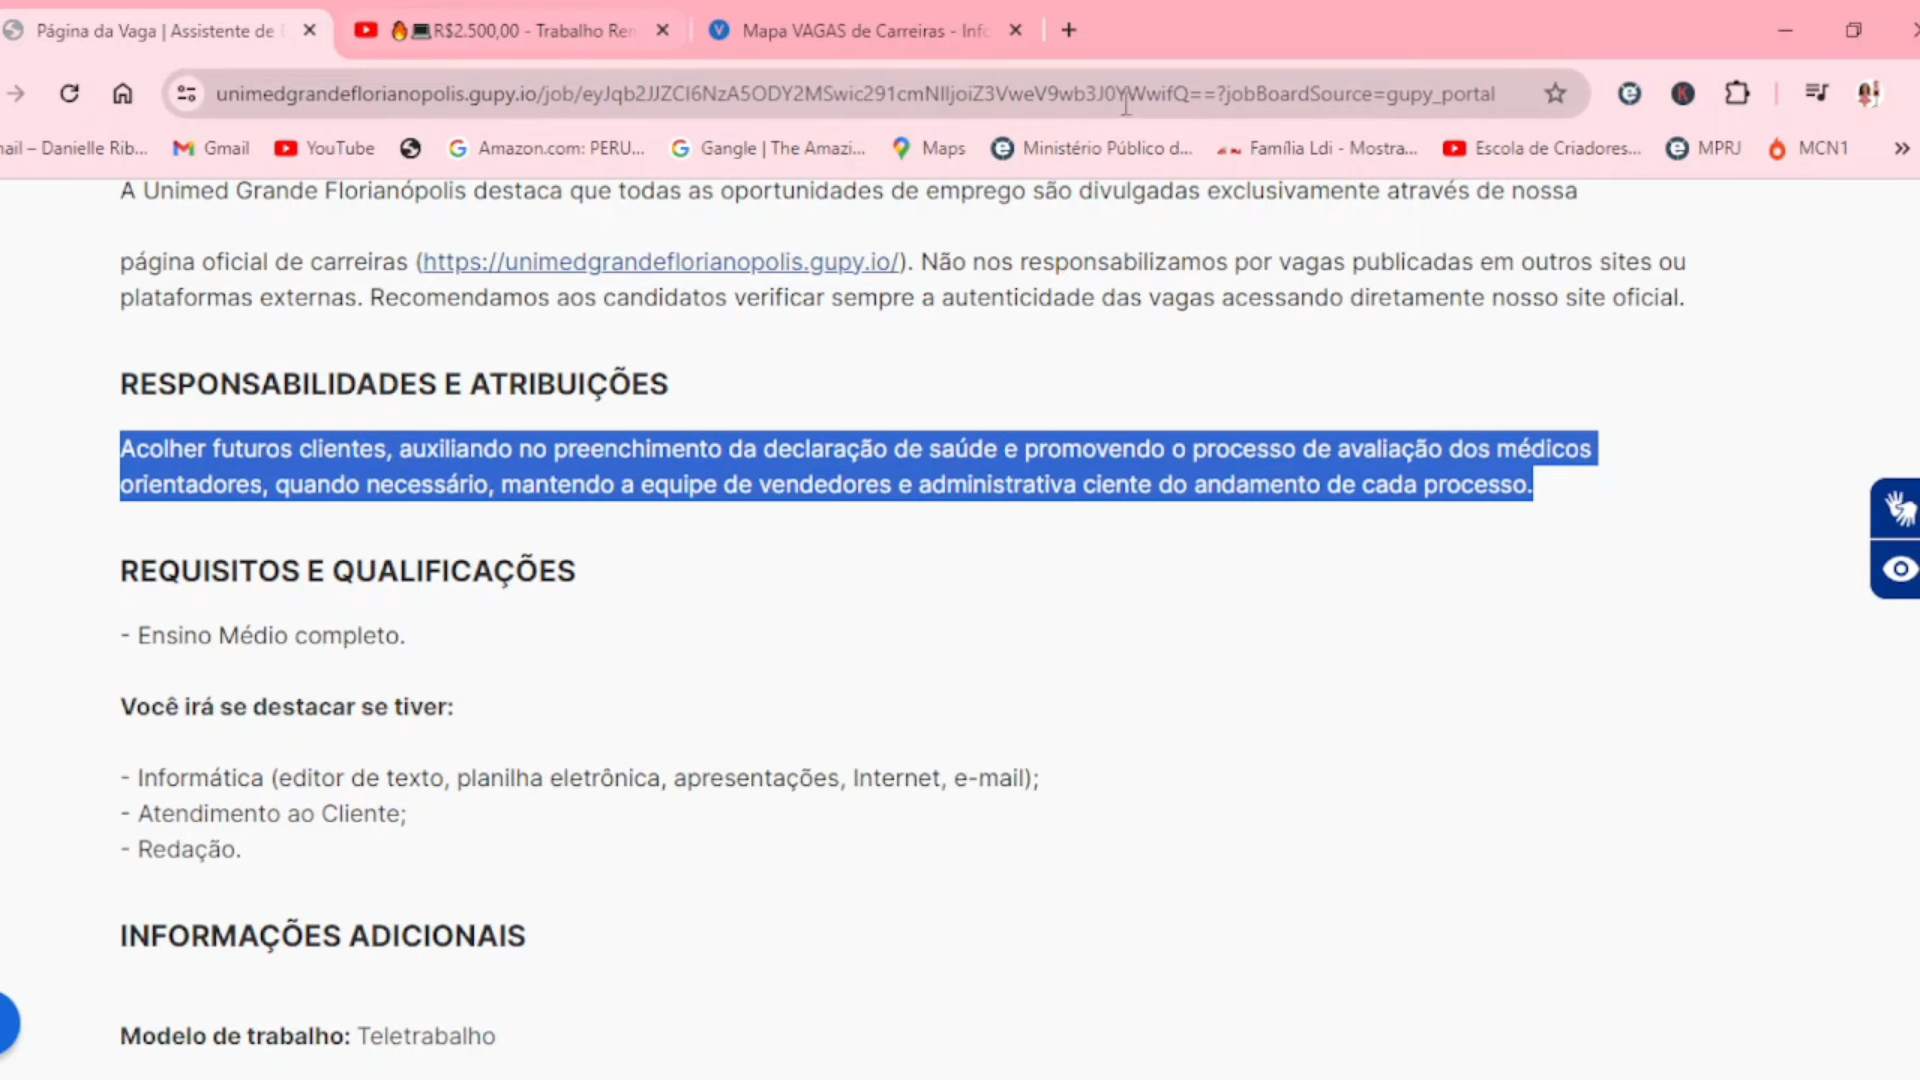 Página da Vaga | Assistente de
🔥💻R$2.500,00 - Trabalho Rem
Mapa VAGAS de Carreiras - Info
unimedgrandeflorianopolis.gupy.io/job/eyJqb2JJZCI6NzA5ODY2MSwic291cmNlIjoiZ3VweV9wb3J0YWwifQ==?jobBoardSource=gupy_portal
ail – Danielle Rib...
Gmail
YouTube
Amazon.com: PERU...
Gangle | The Amazi...
Maps
Ministério Público d...
Família Ldi - Mostra...
Escola de Criadores...
MPRJ
MCN1
A Unimed Grande Florianópolis destaca que todas as oportunidades de emprego são divulgadas exclusivamente através de nossa
página oficial de carreiras (https://unimedgrandeflorianopolis.gupy.io/). Não nos responsabilizamos por vagas publicadas em outros sites ou
plataformas externas. Recomendamos aos candidatos verificar sempre a autenticidade das vagas acessando diretamente nosso site oficial.
RESPONSABILIDADES E ATRIBUIÇÕES
Acolher futuros clientes, auxiliando no preenchimento da declaração de saúde e promovendo o processo de avaliação dos médicos
orientadores, quando necessário, mantendo a equipe de vendedores e administrativa ciente do andamento de cada processo.
REQUISITOS E QUALIFICAÇÕES
- Ensino Médio completo.
Você irá se destacar se tiver:
- Informática (editor de texto, planilha eletrônica, apresentações, Internet, e-mail);
- Atendimento ao Cliente;
- Redação.
INFORMAÇÕES ADICIONAIS
Modelo de trabalho: Teletrabalho